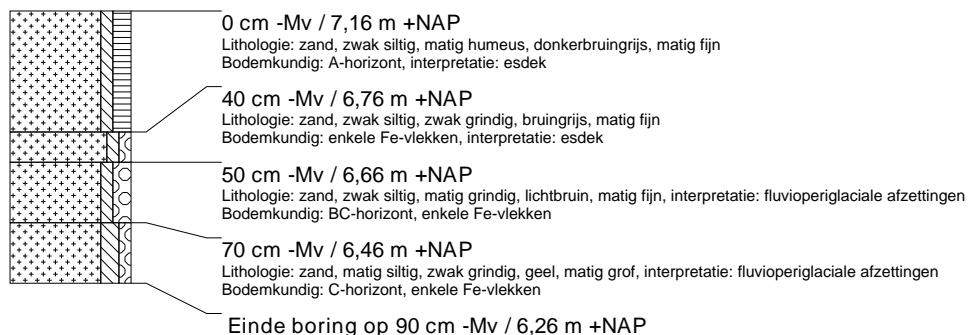 0 cm -Mv / 7,16 m +NAP
Lithologie: zand, zwak siltig, matig humeus, donkerbruingrijs, matig fijn
Bodemkundig: A-horizont, interpretatie: esdek
40 cm -Mv / 6,76 m +NAP
Lithologie: zand, zwak siltig, zwak grindig, bruingrijs, matig fijn
Bodemkundig: enkele Fe-vlekken, interpretatie: esdek
50 cm -Mv / 6,66 m +NAP
Lithologie: zand, zwak siltig, matig grindig, lichtbruin, matig fijn, interpretatie: fluvioperiglaciale afzettingen
Bodemkundig: BC-horizont, enkele Fe-vlekken
70 cm -Mv / 6,46 m +NAP
Lithologie: zand, matig siltig, zwak grindig, geel, matig grof, interpretatie: fluvioperiglaciale afzettingen
Bodemkundig: C-horizont, enkele Fe-vlekken
Einde boring op 90 cm -Mv / 6,26 m +NAP